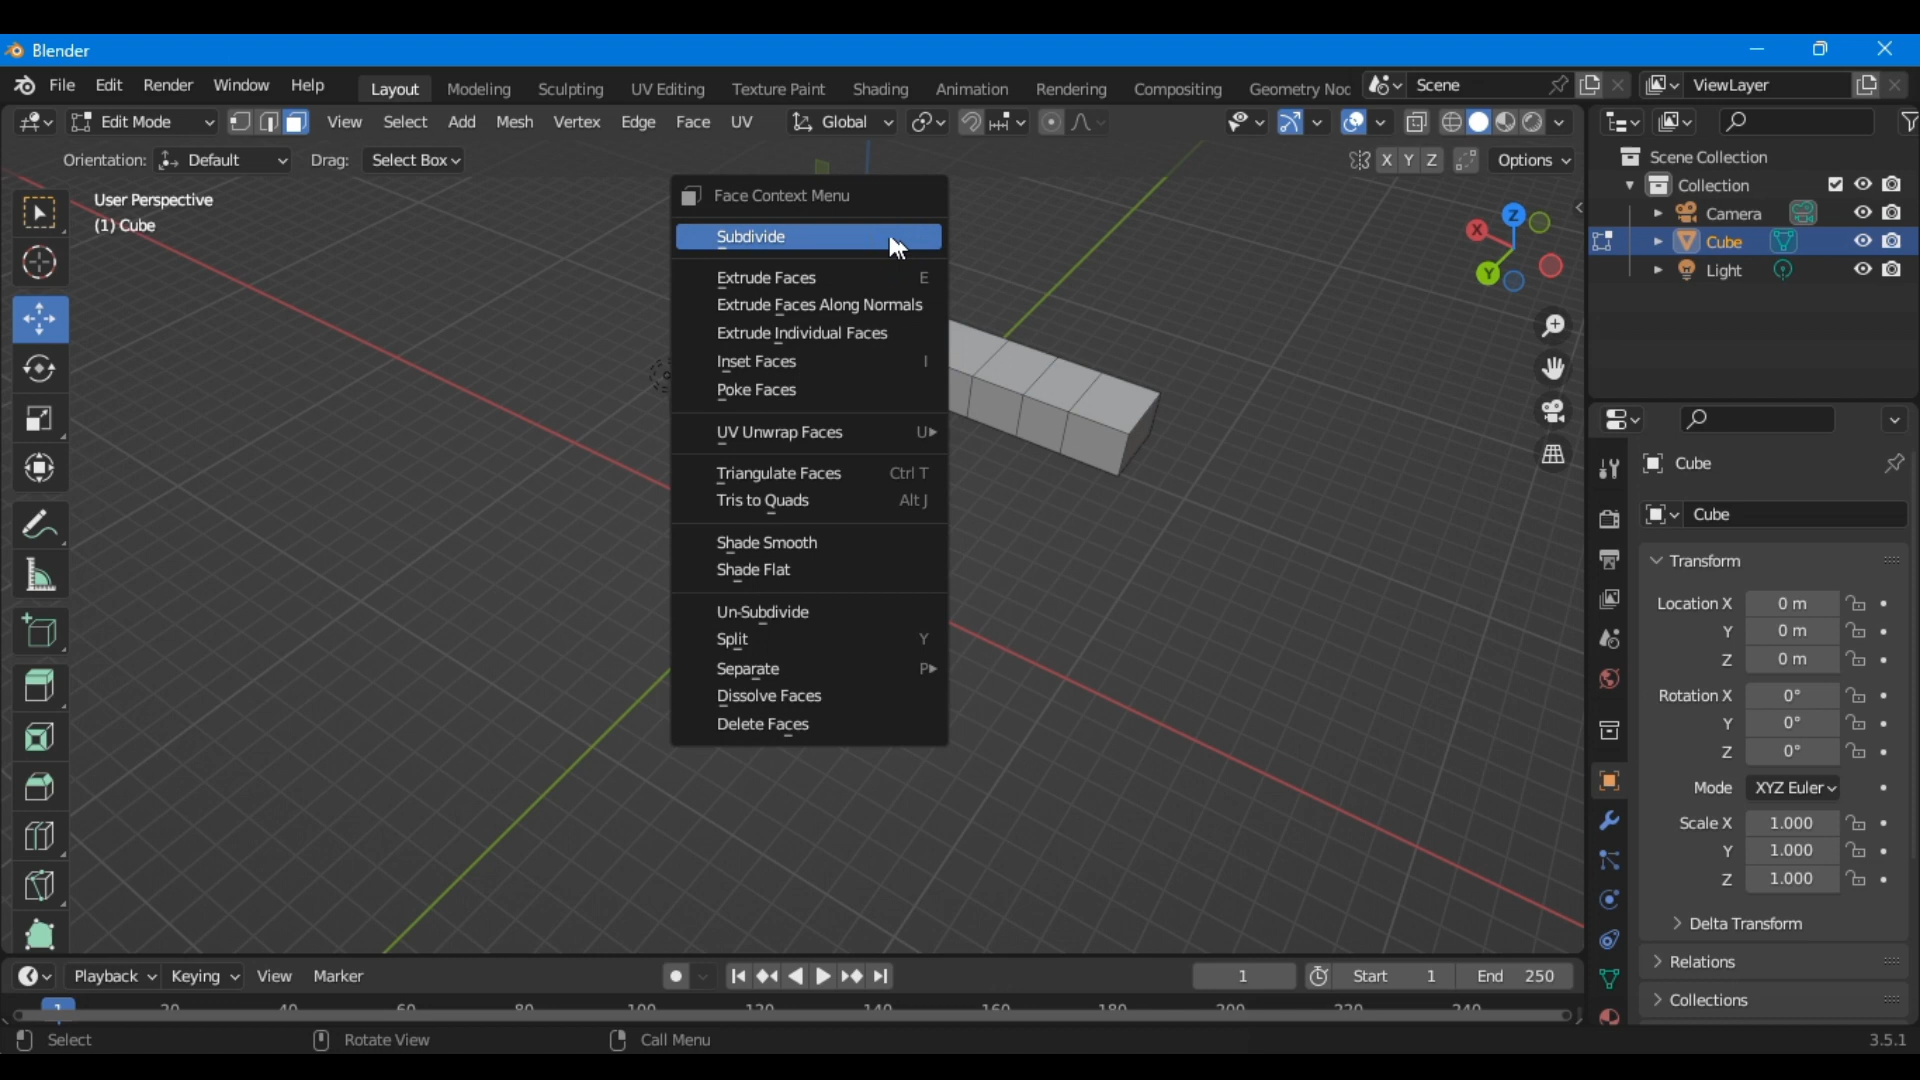 Blender
File Edit Render Window Help Layout Modeling Sculpting UV Editing Texture Paint Shading Animation Rendering Compositing Geometry Noc Scene ViewLayer
Edit Mode View Select Add Mesh Vertex Edge Face UV Global
Orientation: Default Drag: Select Box X Y Z Options
User Perspective
(1) Cube
Face Context Menu
Subdivide
Extrude Faces E
Extrude Faces Along Normals
Extrude Individual Faces
Inset Faces I
Poke Faces
UV Unwrap Faces U
Triangulate Faces Ctrl T
Tris to Quads Alt J
Shade Smooth
Shade Flat
Un-Subdivide
Split Y
Separate P
Dissolve Faces
Delete Faces
Z
X
Y
Scene Collection
Collection
Camera
Cube
Light
Cube
Cube
Transform
Location X 0 m
Y 0 m
Z 0 m
Rotation X 0°
Y 0°
Z 0°
Mode XYZ Euler
Scale X 1.000
Y 1.000
Z 1.000
Delta Transform
Relations
Collections
Playback Keying View Marker 1 Start 1 End 250
1 20 40 60 80 100 120 140 160 180 200 220 240
Select Rotate View Call Menu 3.5.1